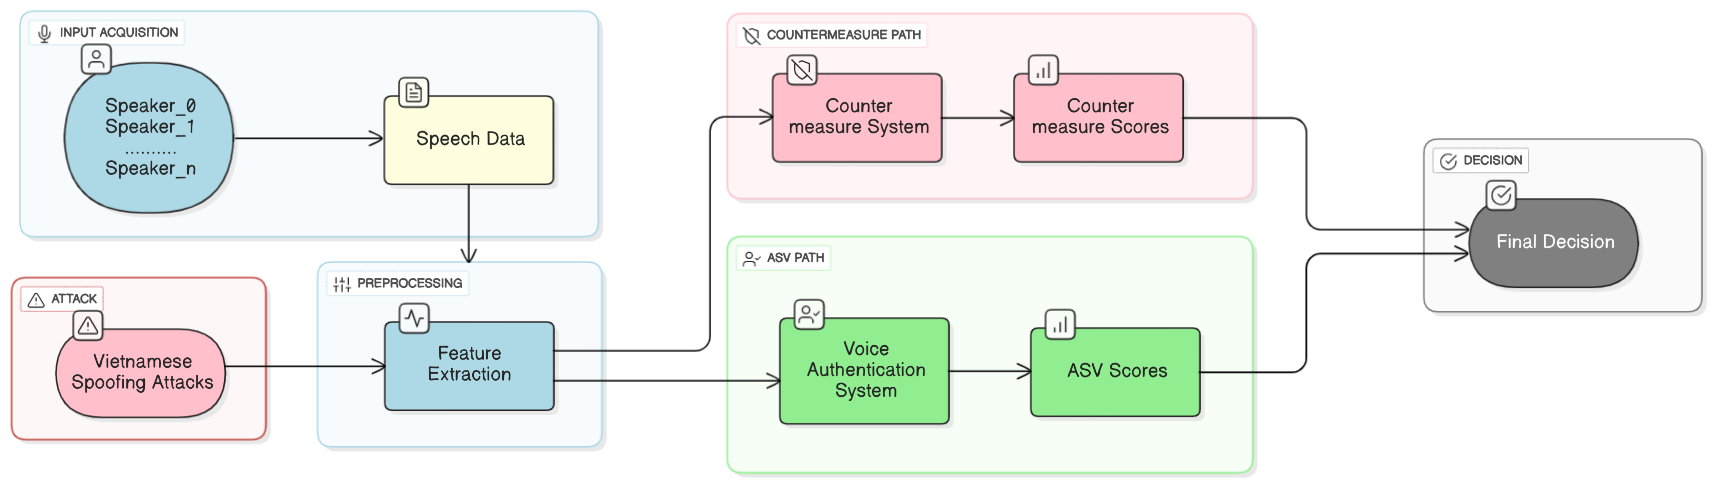 INPUT ACQUISITION
Speaker_0
Speaker_1
..........
Speaker_n
Speech Data
ATTACK
Vietnamese
Spoofing Attacks
PREPROCESSING
Feature
Extraction
COUNTERMEASURE PATH
Counter
measure System
Counter
measure Scores
ASV PATH
Voice
Authentication
System
ASV Scores
DECISION
Final Decision